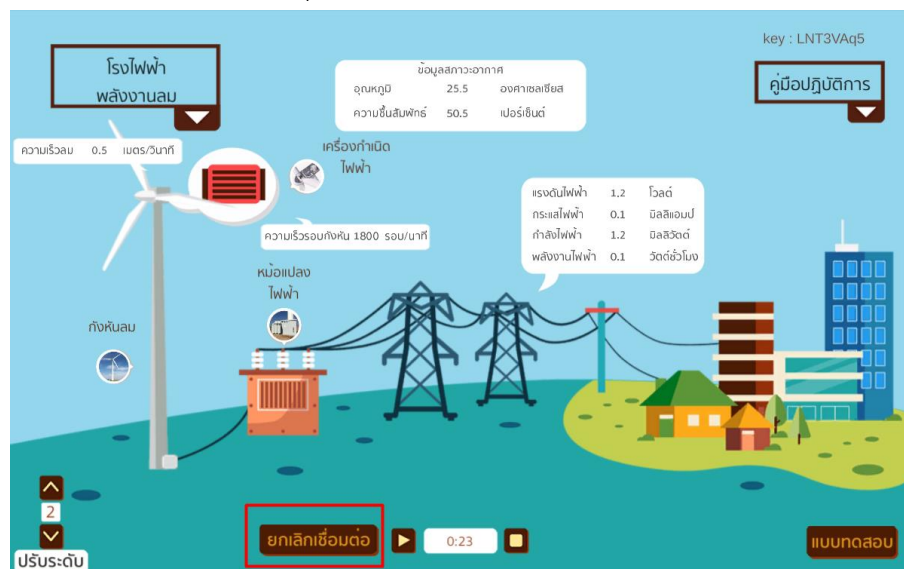 key : LNT3VAq5
โรงไฟฟ้า
พลังงานลม
ข้อมูลสภาวะอากาศ
อุณหภูมิ 25.5 องศาเซลเซียส
ความชื้นสัมพัทธ์ 50.5 เปอร์เซ็นต์
คู่มือปฏิบัติการ
ความเร็วลม 0.5 เมตร/วินาที
เครื่องกำเนิด
ไฟฟ้า
แรงดันไฟฟ้า 1.2 โวลต์
กระแสไฟฟ้า 0.1 มิลลิแอมป์
กำลังไฟฟ้า 1.2 มิลลิวัตต์
พลังงานไฟฟ้า 0.1 วัตต์ชั่วโมง
ความเร็วรอบกังหัน 1800 รอบ/นาที
หม้อแปลง
ไฟฟ้า
กังหันลม
2
ปรับระดับ
ยกเลิกเชื่อมต่อ
0:23
แบบทดสอบ